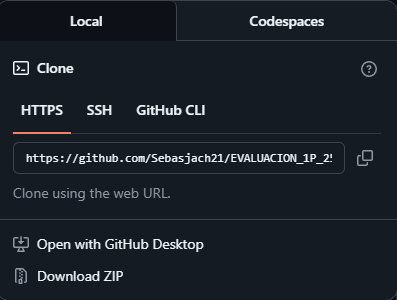 Local Codespaces
Clone
HTTPS SSH GitHub CLI
https://github.com/Sebasjach21/EVALUACION_1P_25
Clone using the web URL.
Open with GitHub Desktop
Download ZIP